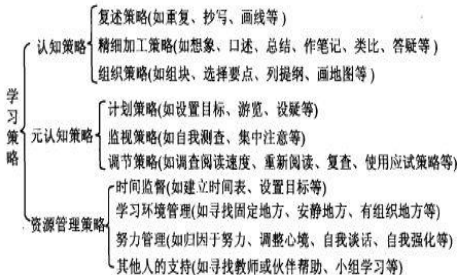 复述策略(如重复、抄写、画线等)
认知策略 精细加工策略(如想象、口述、总结、作笔记、类比、答疑等)
组织策略(如组块、选择要点、列提纲、画地图等)
学习策略
计划策略(如设置目标、游览、设疑等)
元认知策略 监视策略(如自我测查、集中注意等)
调节策略(如调查阅读速度、重新阅读、复查、使用应试策略等)
时间监督(如建立时间表、设置目标等)
学习环境管理(如寻找固定地方、安静地方、有组织地方等)
资源管理策略
努力管理(如归因于努力、调整心境、自我谈话、自我强化等)
其他人的支持(如寻找教师或伙伴帮助、小组学习等)